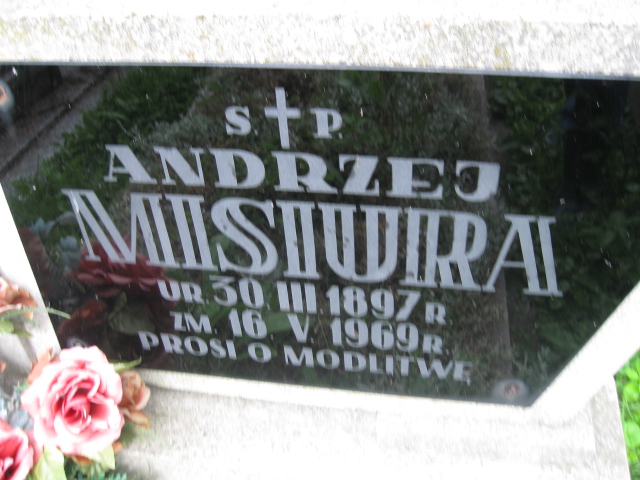 S. P.
ANDRZEJ
MISIURA
UR. 30. III. 1897 R.
ZM. 16. V. 1969 R.
PROSI O MODLITWĘ